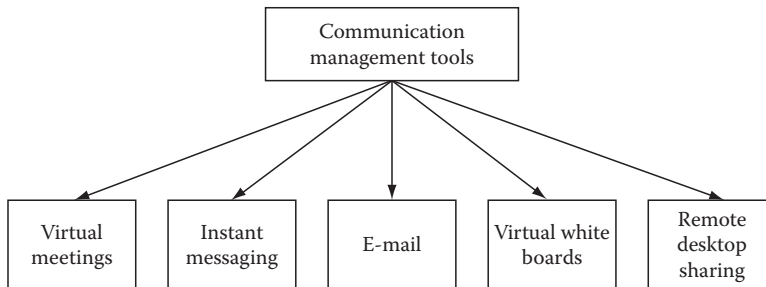 Communication
management tools
Virtual
meetings
Instant
messaging
E-mail
Virtual white
boards
Remote
desktop
sharing